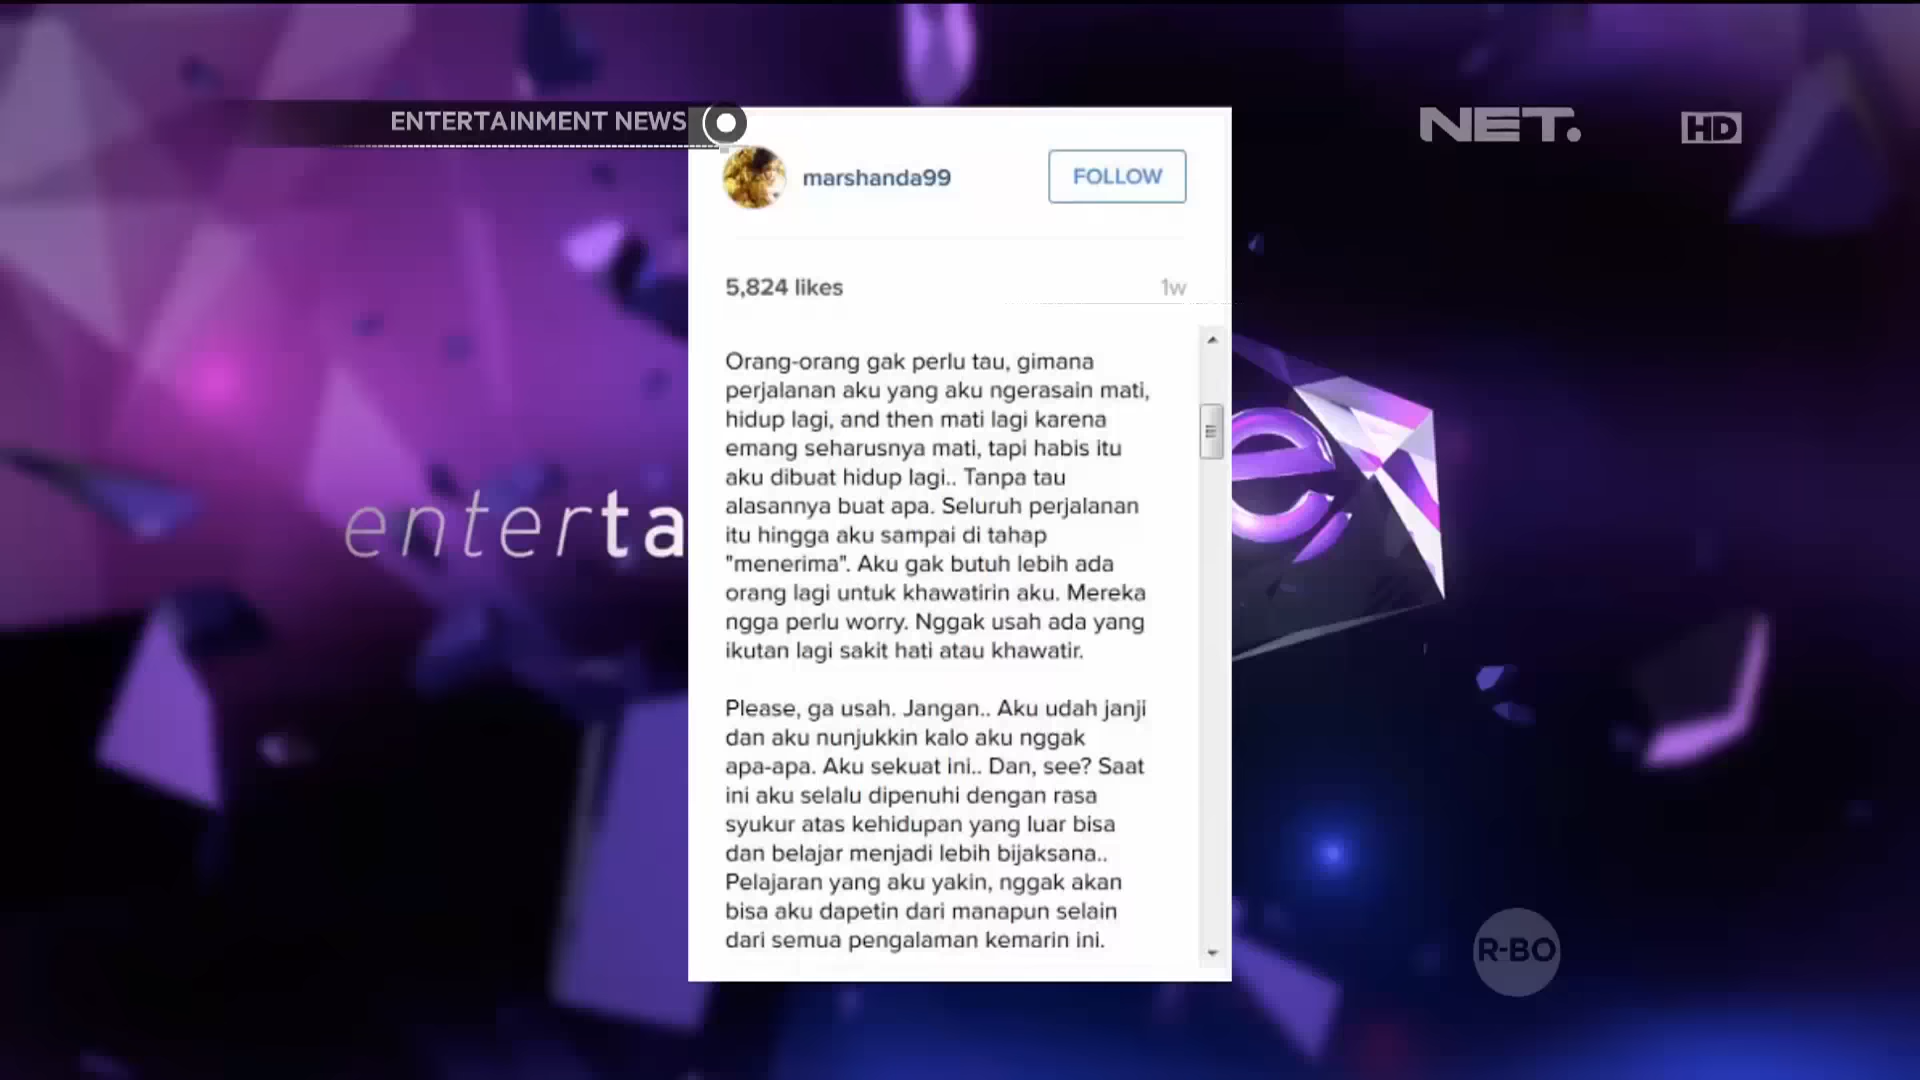 ENTERTAINMENT NEWS
NET.
HD
marshanda99
FOLLOW
5,824 likes
1w
Orang-orang gak perlu tau, gimana
perjalanan aku yang aku ngerasain mati,
hidup lagi, and then mati lagi karena
emang seharusnya mati, tapi habis itu
aku dibuat hidup lagi.. Tanpa tau
alasannya buat apa. Seluruh perjalanan
itu hingga aku sampai di tahap
"menerima". Aku gak butuh lebih ada
orang lagi untuk khawatirin aku. Mereka
ngga perlu worry. Nggak usah ada yang
ikutan lagi sakit hati atau khawatir.
Please, ga usah. Jangan.. Aku udah janji
dan aku nunjukkin kalo aku nggak
apa-apa. Aku sekuat ini.. Dan, see? Saat
ini aku selalu dipenuhi dengan rasa
syukur atas kehidupan yang luar bisa
dan belajar menjadi lebih bijaksana..
Pelajaran yang aku yakin, nggak akan
bisa aku dapetin dari manapun selain
dari semua pengalaman kemarin ini.
enterta
e
R-BO